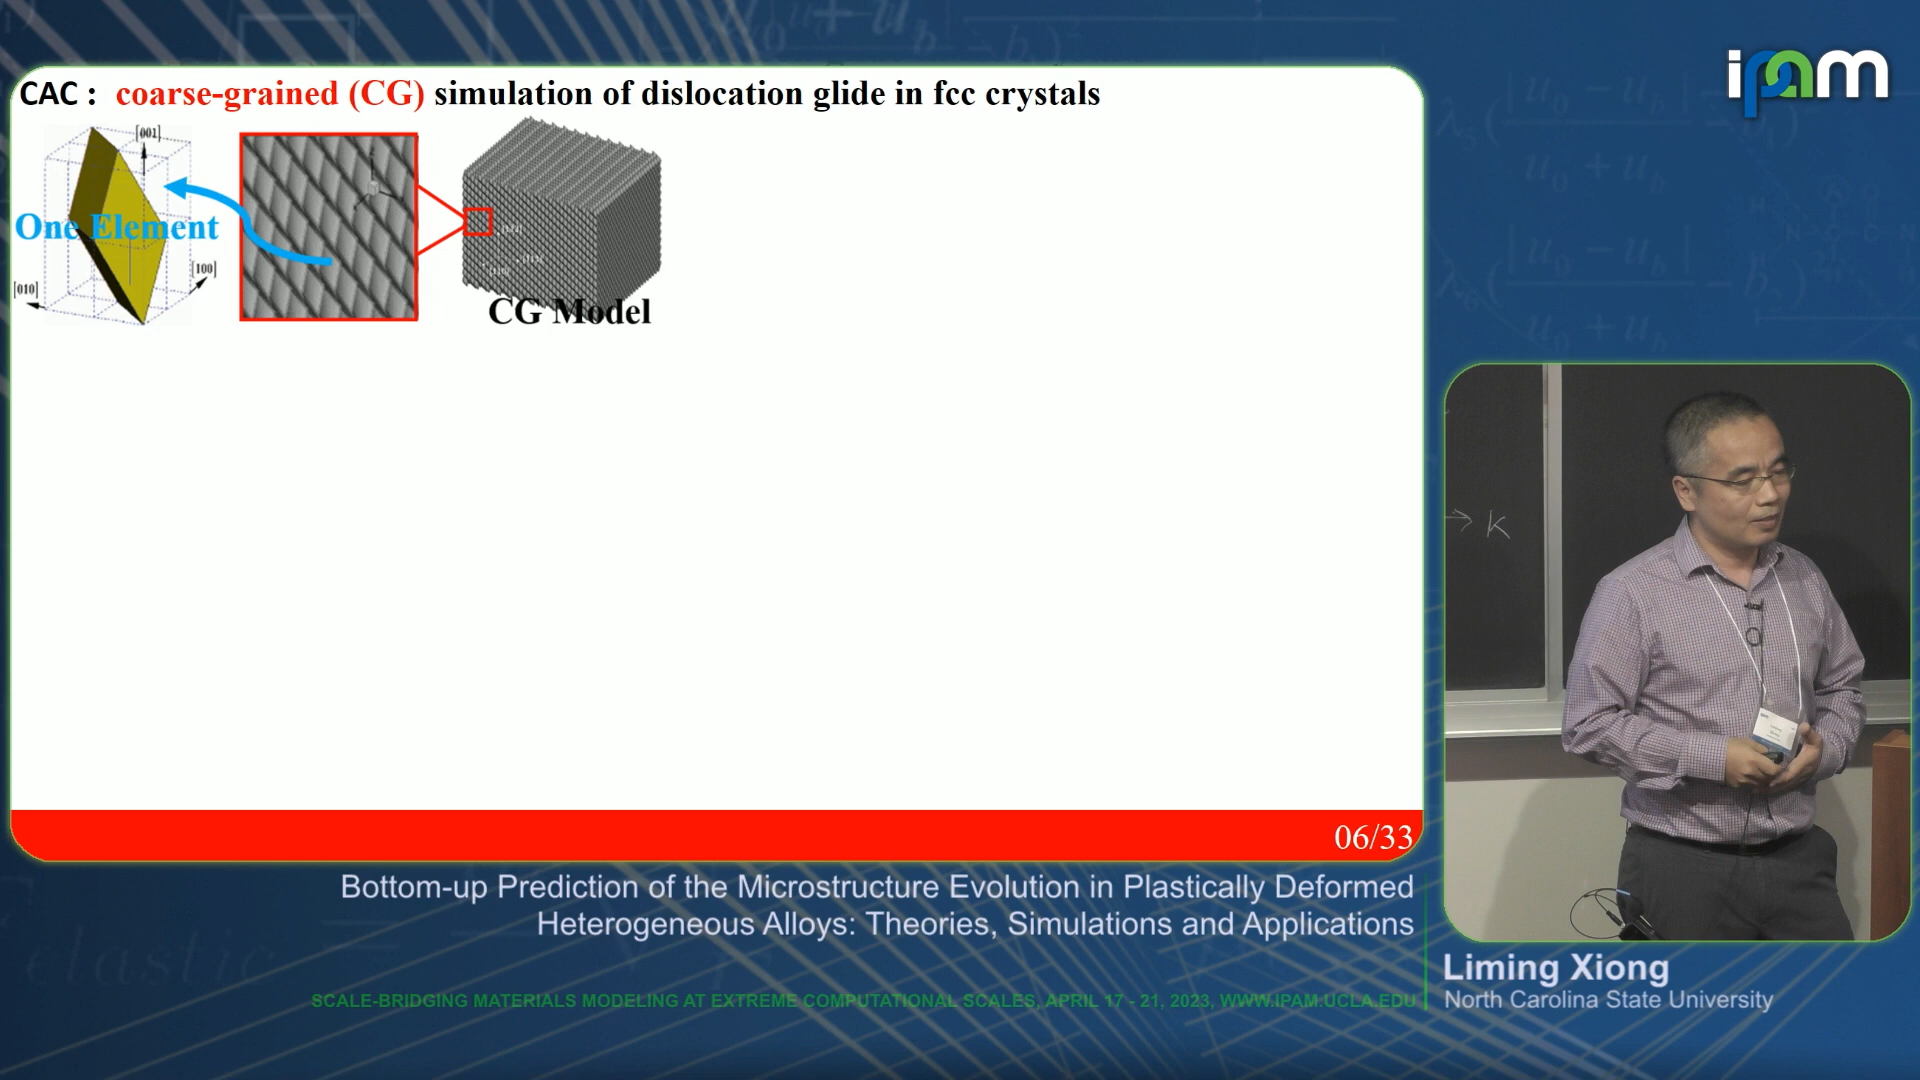 CAC : coarse-grained (CG) simulation of dislocation glide in fcc crystals
[001]
One Element
[100]
[010]
CG Model
06/33
ipam
→ K
Bottom-up Prediction of the Microstructure Evolution in Plastically Deformed
Heterogeneous Alloys: Theories, Simulations and Applications
SCALE-BRIDGING MATERIALS MODELING AT EXTREME COMPUTATIONAL SCALES, APRIL 17 - 21, 2023, WWW.IPAM.UCLA.EDU
Liming Xiong
North Carolina State University
elastic